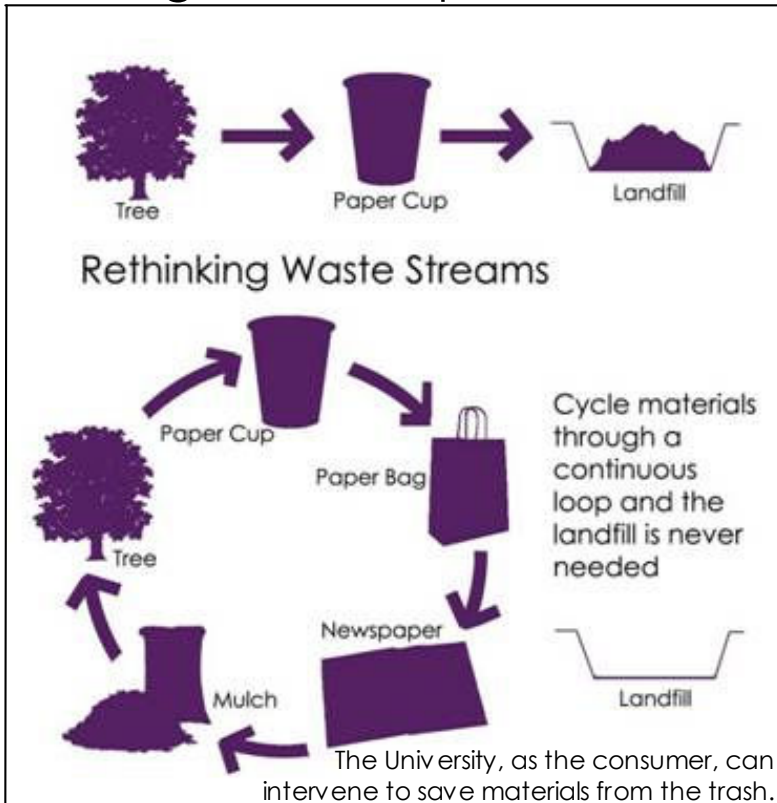 Tree
Paper Cup
Landfill
Rethinking Waste Streams
Paper Cup
Paper Bag
Newspaper
Mulch
Tree
Cycle materials
through a
continuous
loop and the
landfill is never
needed
Landfill
The University, as the consumer, can
intervene to save materials from the trash.